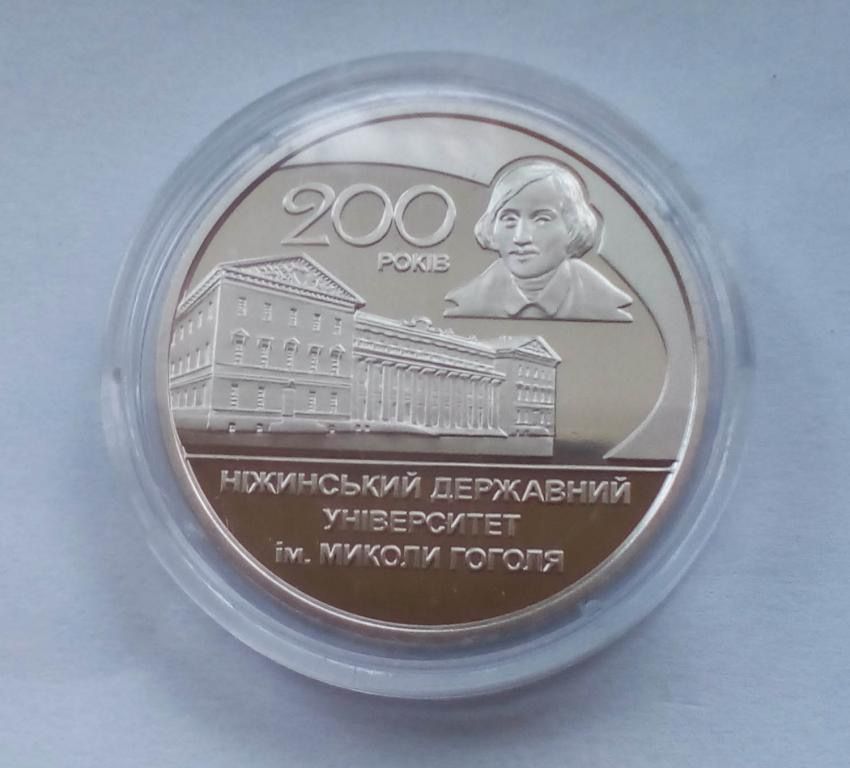 200
РОКІВ
НІЖИНСЬКИЙ ДЕРЖАВНИЙ
УНІВЕРСИТЕТ
ім. МИКОЛИ ГОГОЛЯ